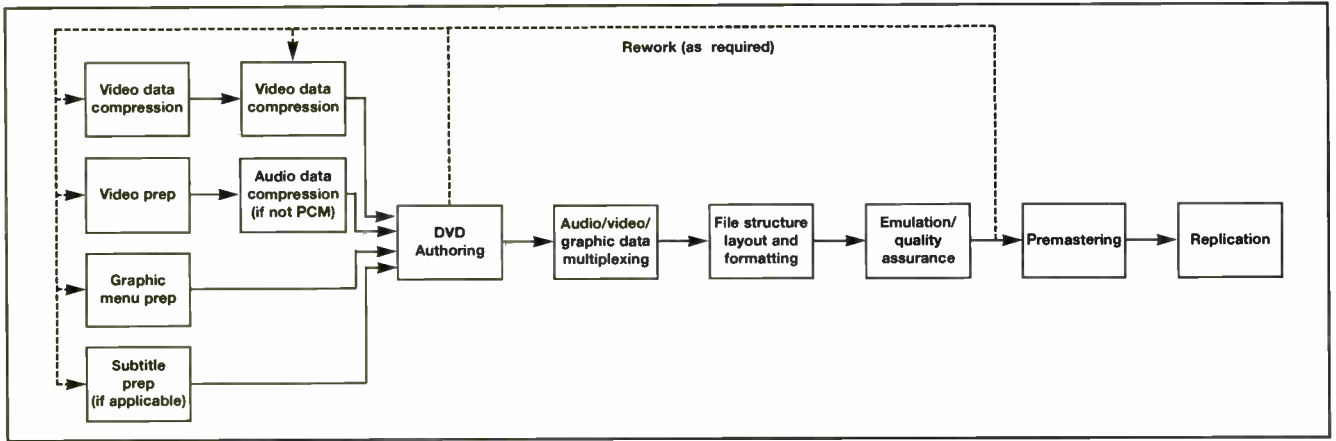 Rework (as required)
Video data
compression
Video data
compression
Video prep
Audio data
compression
(if not PCM)
Graphic
menu prep
Subtitle
prep
(if applicable)
DVD
Authoring
Audio/video/
graphic data
multiplexing
File structure
layout and
formatting
Emulation/
quality
assurance
Premastering
Replication